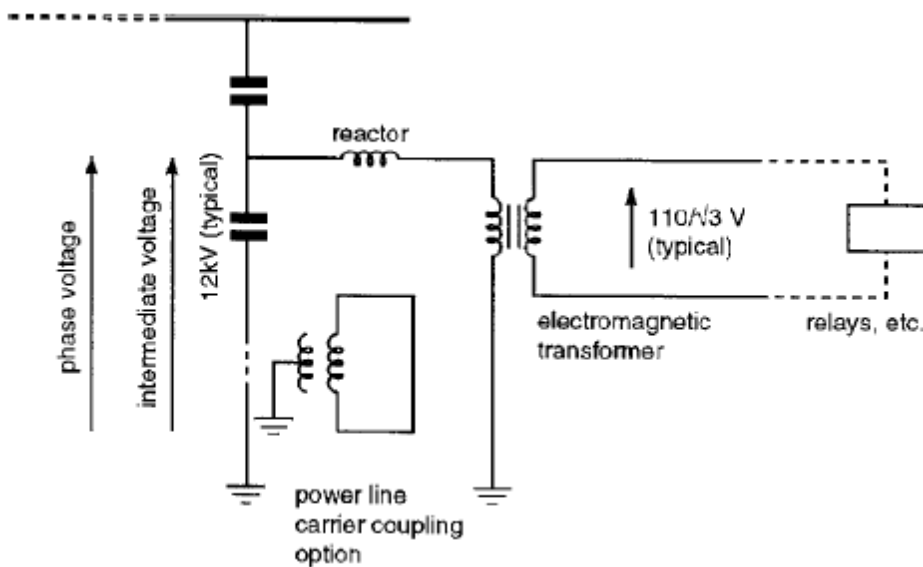 reactor
phase voltage
intermediate voltage
12kV (typical)
110/√3 V
(typical)
electromagnetic
transformer
relays, etc.
power line
carrier coupling
option